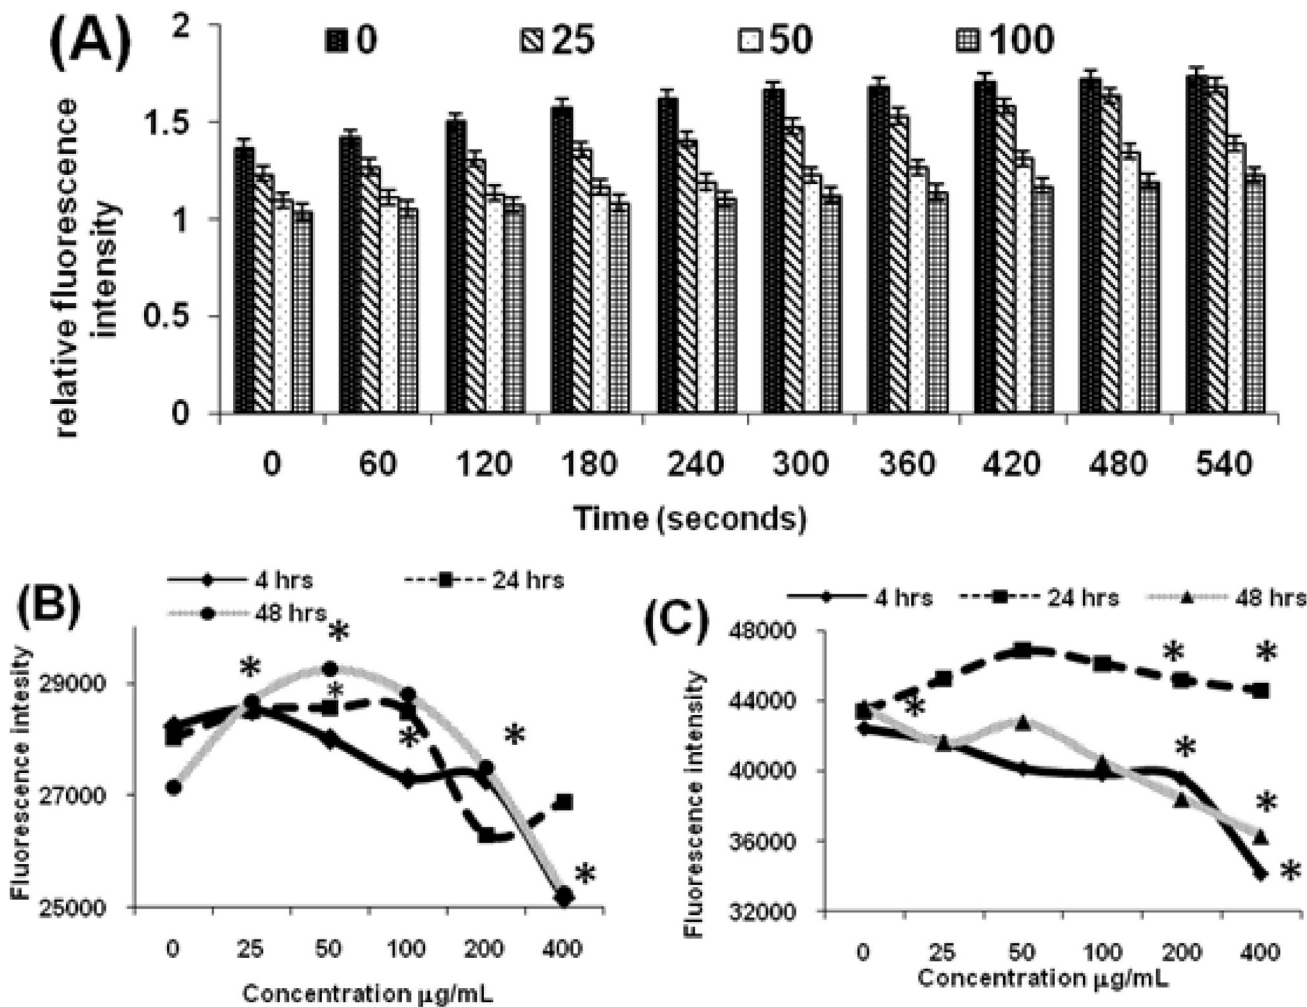 (A)
0 25 50 100
relative fluorescence
intensity
2
1.5
1
0.5
0
0 60 120 180 240 300 360 420 480 540
Time (seconds)
(B)
4 hrs 24 hrs
48 hrs
Fluorescence intesity
29000
27000
25000
* * * * * *
0 25 50 100 200 400
Concentration µg/mL
(C)
4 hrs 24 hrs 48 hrs
Fluorescence intensity
48000
44000
40000
36000
32000
* * * * * *
0 25 50 100 200 400
Concentration µg/mL